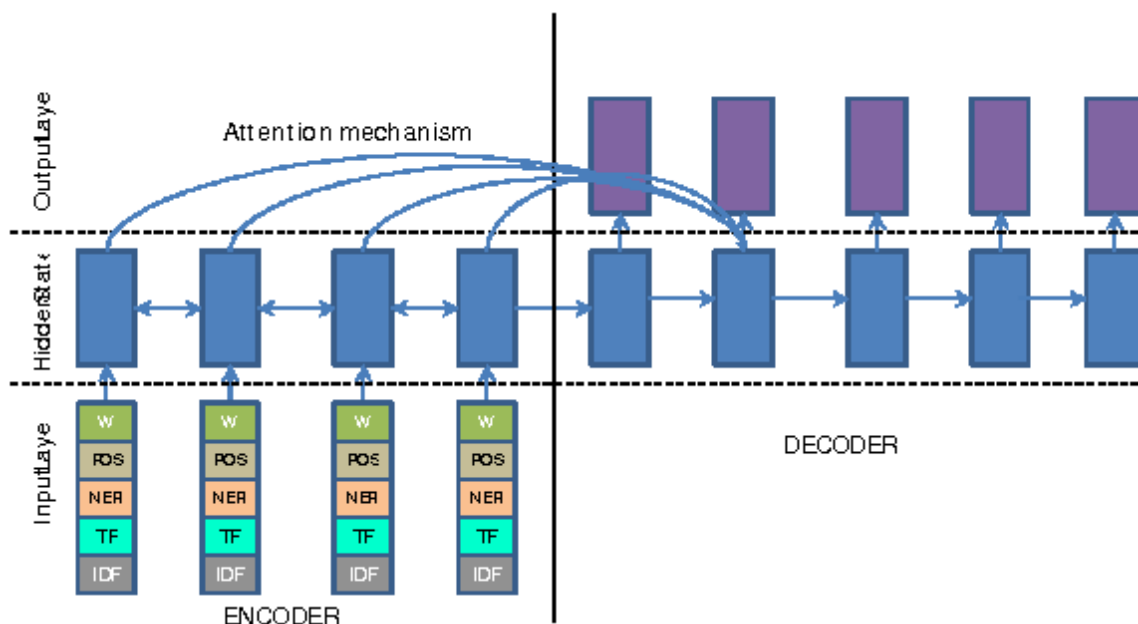 Attention mechanism
OutputLaye
HiddenState
InputLaye
W W W W
POS POS POS POS
NER NER NER NER
TF TF TF TF
IDF IDF IDF IDF
DECODER
ENCODER